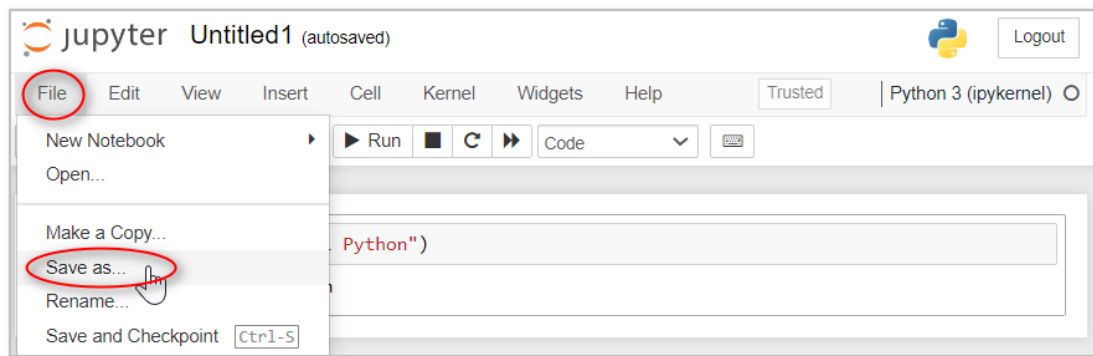 jupyter Untitled1 (autosaved) Logout
File Edit View Insert Cell Kernel Widgets Help Trusted Python 3 (ipykernel)
New Notebook Run Code
Open...
Make a Copy...
Python")
Save as...
Rename...
Save and Checkpoint Ctrl-S